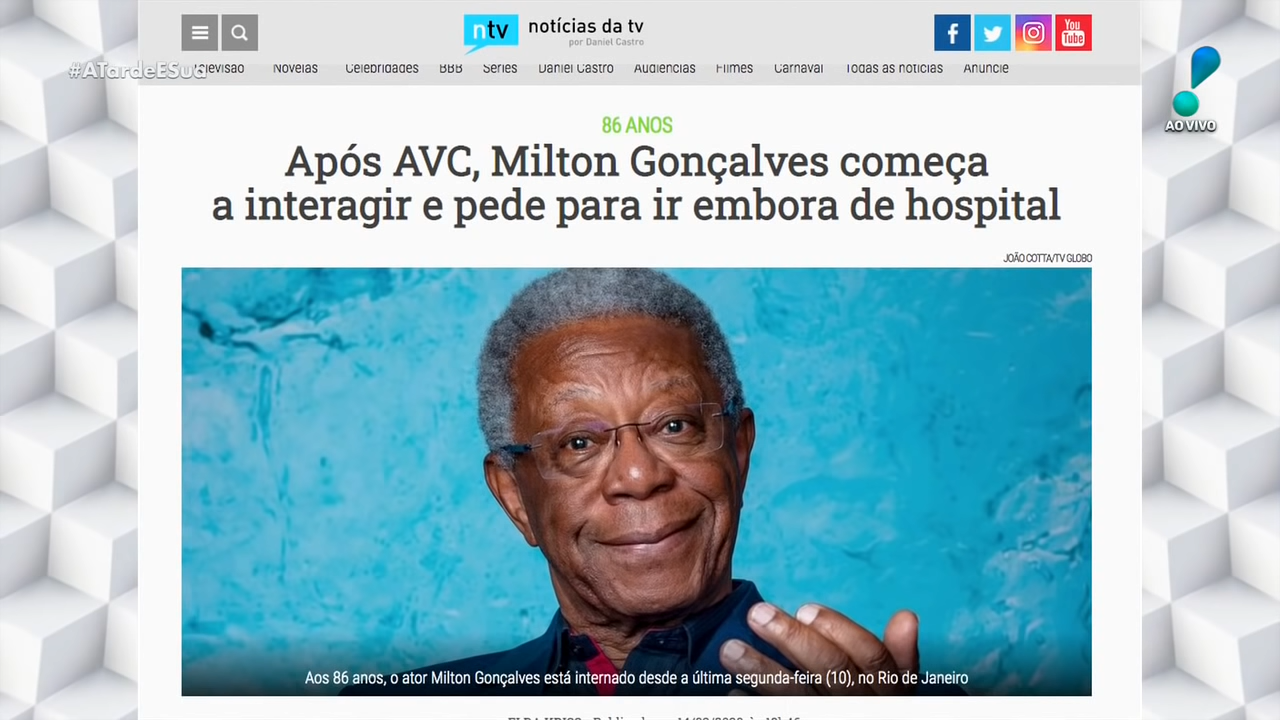 ntv notícias da tv
por Daniel Castro
You
Tube
#ATardeESua
Televisão Novelas Celebridades BBB Séries Daniel Castro Audiências Filmes Carnaval Todas as notícias Anuncie
AO VIVO
86 ANOS
Após AVC, Milton Gonçalves começa
a interagir e pede para ir embora de hospital
JOÃO COTTA/TV GLOBO
Aos 86 anos, o ator Milton Gonçalves está internado desde a última segunda-feira (10), no Rio de Janeiro